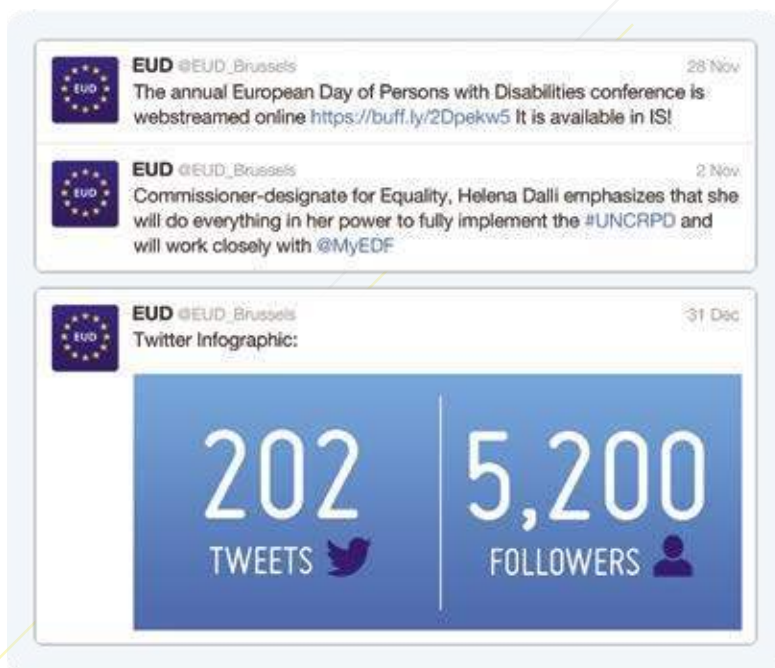 EUD @EUD_Brussels 28 Nov
The annual European Day of Persons with Disabilities conference is
webstreamed online https://buff.ly/2Dpekw5 It is available in IS!
EUD
EUD @EUD_Brussels 2 Nov
Commissioner-designate for Equality, Helena Dalli emphasizes that she
will do everything in her power to fully implement the #UNCRPD and
will work closely with @MyEDF
EUD
EUD @EUD_Brussels 31 Dec
Twitter Infographic:
EUD
202
TWEETS
5,200
FOLLOWERS